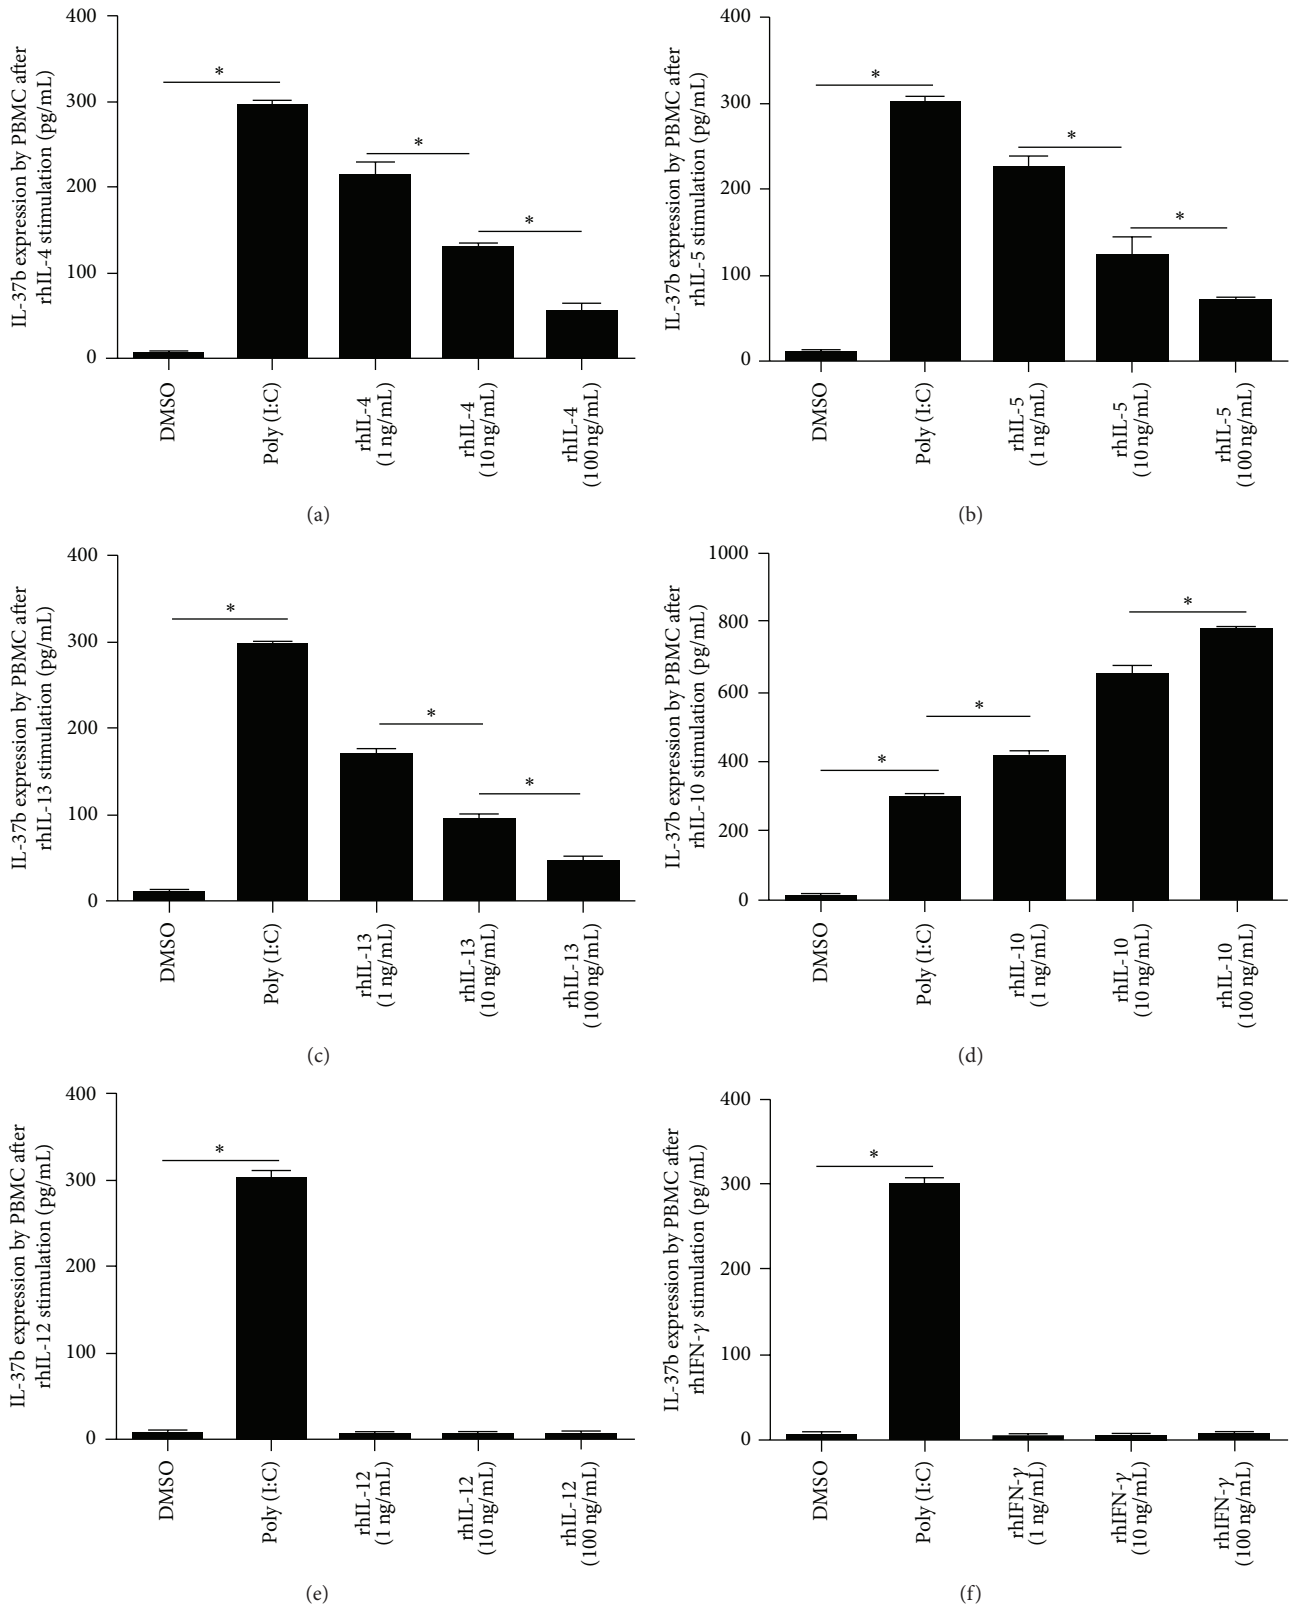 IL-37b expression by PBMC after
rhIL-4 stimulation (pg/mL)
400
300
200
100
0
*
*
*
DMSO
Poly (I:C)
rhIL-4
(1 ng/mL)
rhIL-4
(10 ng/mL)
rhIL-4
(100 ng/mL)
(a)
IL-37b expression by PBMC after
rhIL-5 stimulation (pg/mL)
400
300
200
100
0
*
*
*
DMSO
Poly (I:C)
rhIL-5
(1 ng/mL)
rhIL-5
(10 ng/mL)
rhIL-5
(100 ng/mL)
(b)
IL-37b expression by PBMC after
rhIL-13 stimulation (pg/mL)
400
300
200
100
0
*
*
*
DMSO
Poly (I:C)
rhIL-13
(1 ng/mL)
rhIL-13
(10 ng/mL)
rhIL-13
(100 ng/mL)
(c)
IL-37b expression by PBMC after
rhIL-10 stimulation (pg/mL)
1000
800
600
400
200
0
*
*
*
DMSO
Poly (I:C)
rhIL-10
(1 ng/mL)
rhIL-10
(10 ng/mL)
rhIL-10
(100 ng/mL)
(d)
IL-37b expression by PBMC after
rhIL-12 stimulation (pg/mL)
400
300
200
100
0
*
DMSO
Poly (I:C)
rhIL-12
(1 ng/mL)
rhIL-12
(10 ng/mL)
rhIL-12
(100 ng/mL)
(e)
IL-37b expression by PBMC after
rhIFN-γ stimulation (pg/mL)
400
300
200
100
0
*
DMSO
Poly (I:C)
rhIFN-γ
(1 ng/mL)
rhIFN-γ
(10 ng/mL)
rhIFN-γ
(100 ng/mL)
(f)